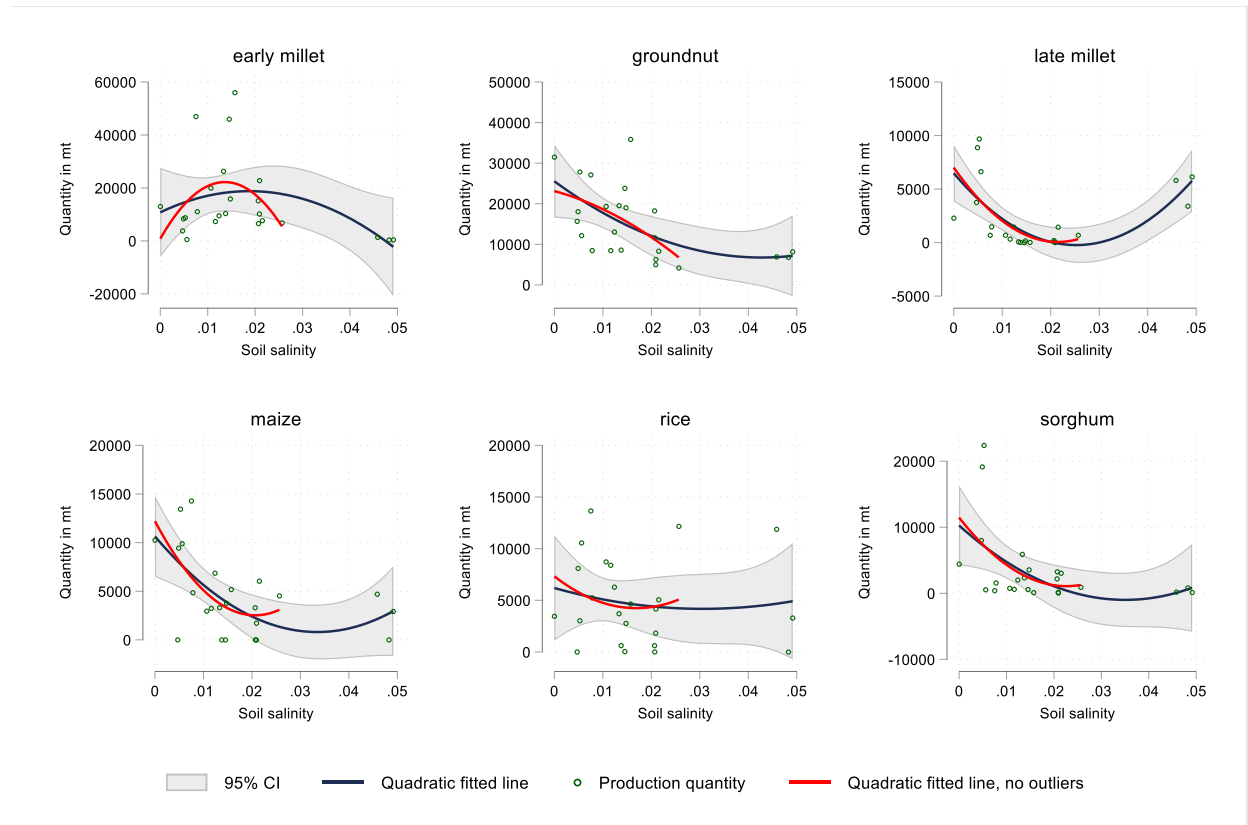 early millet
60000
40000
20000
0
-20000
Quantity in mt
0 .01 .02 .03 .04 .05
Soil salinity
groundnut
50000
40000
30000
20000
10000
0
Quantity in mt
0 .01 .02 .03 .04 .05
Soil salinity
late millet
15000
10000
5000
0
-5000
Quantity in mt
0 .01 .02 .03 .04 .05
Soil salinity
maize
20000
15000
10000
5000
0
Quantity in mt
0 .01 .02 .03 .04 .05
Soil salinity
rice
20000
15000
10000
5000
0
Quantity in mt
0 .01 .02 .03 .04 .05
Soil salinity
sorghum
20000
10000
0
-10000
Quantity in mt
0 .01 .02 .03 .04 .05
Soil salinity
95% CI Quadratic fitted line Production quantity Quadratic fitted line, no outliers